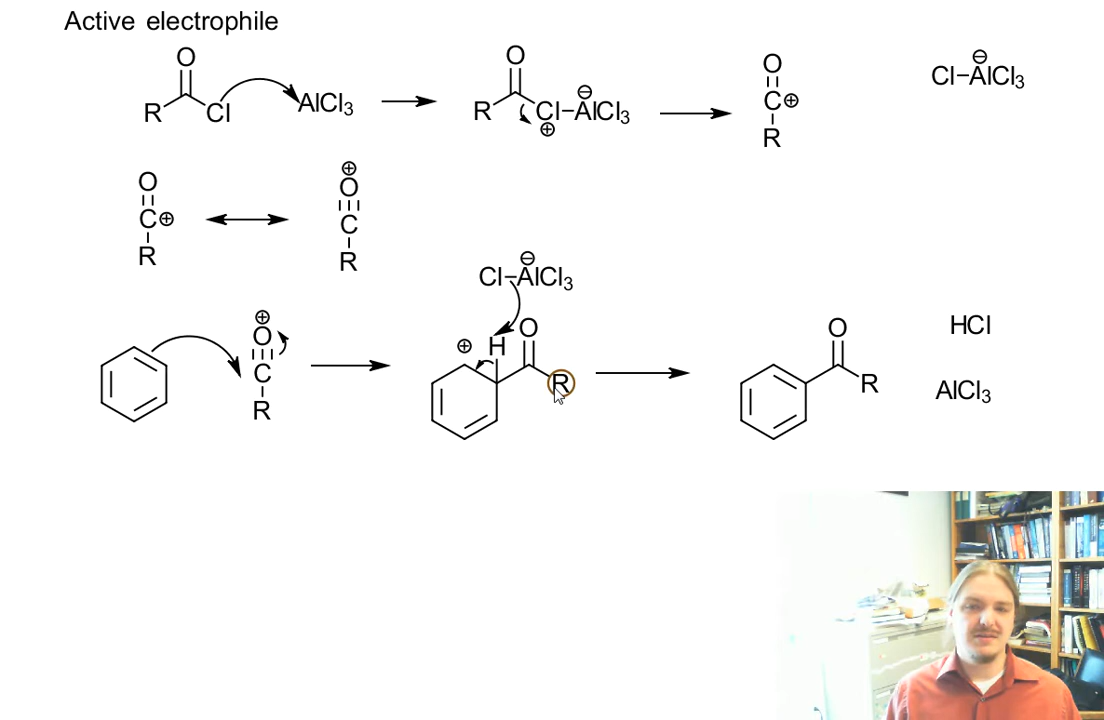 Active electrophile
O
R Cl AlCl3
O
R Cl–AlCl3
⊖
⊕
O
C⊕
R
⊖
Cl–AlCl3
O
C⊕
R
⊕
O
C
R
⊖
Cl–AlCl3
⊕
O
C
R
⊕ H O
R
O
R
HCl
AlCl3